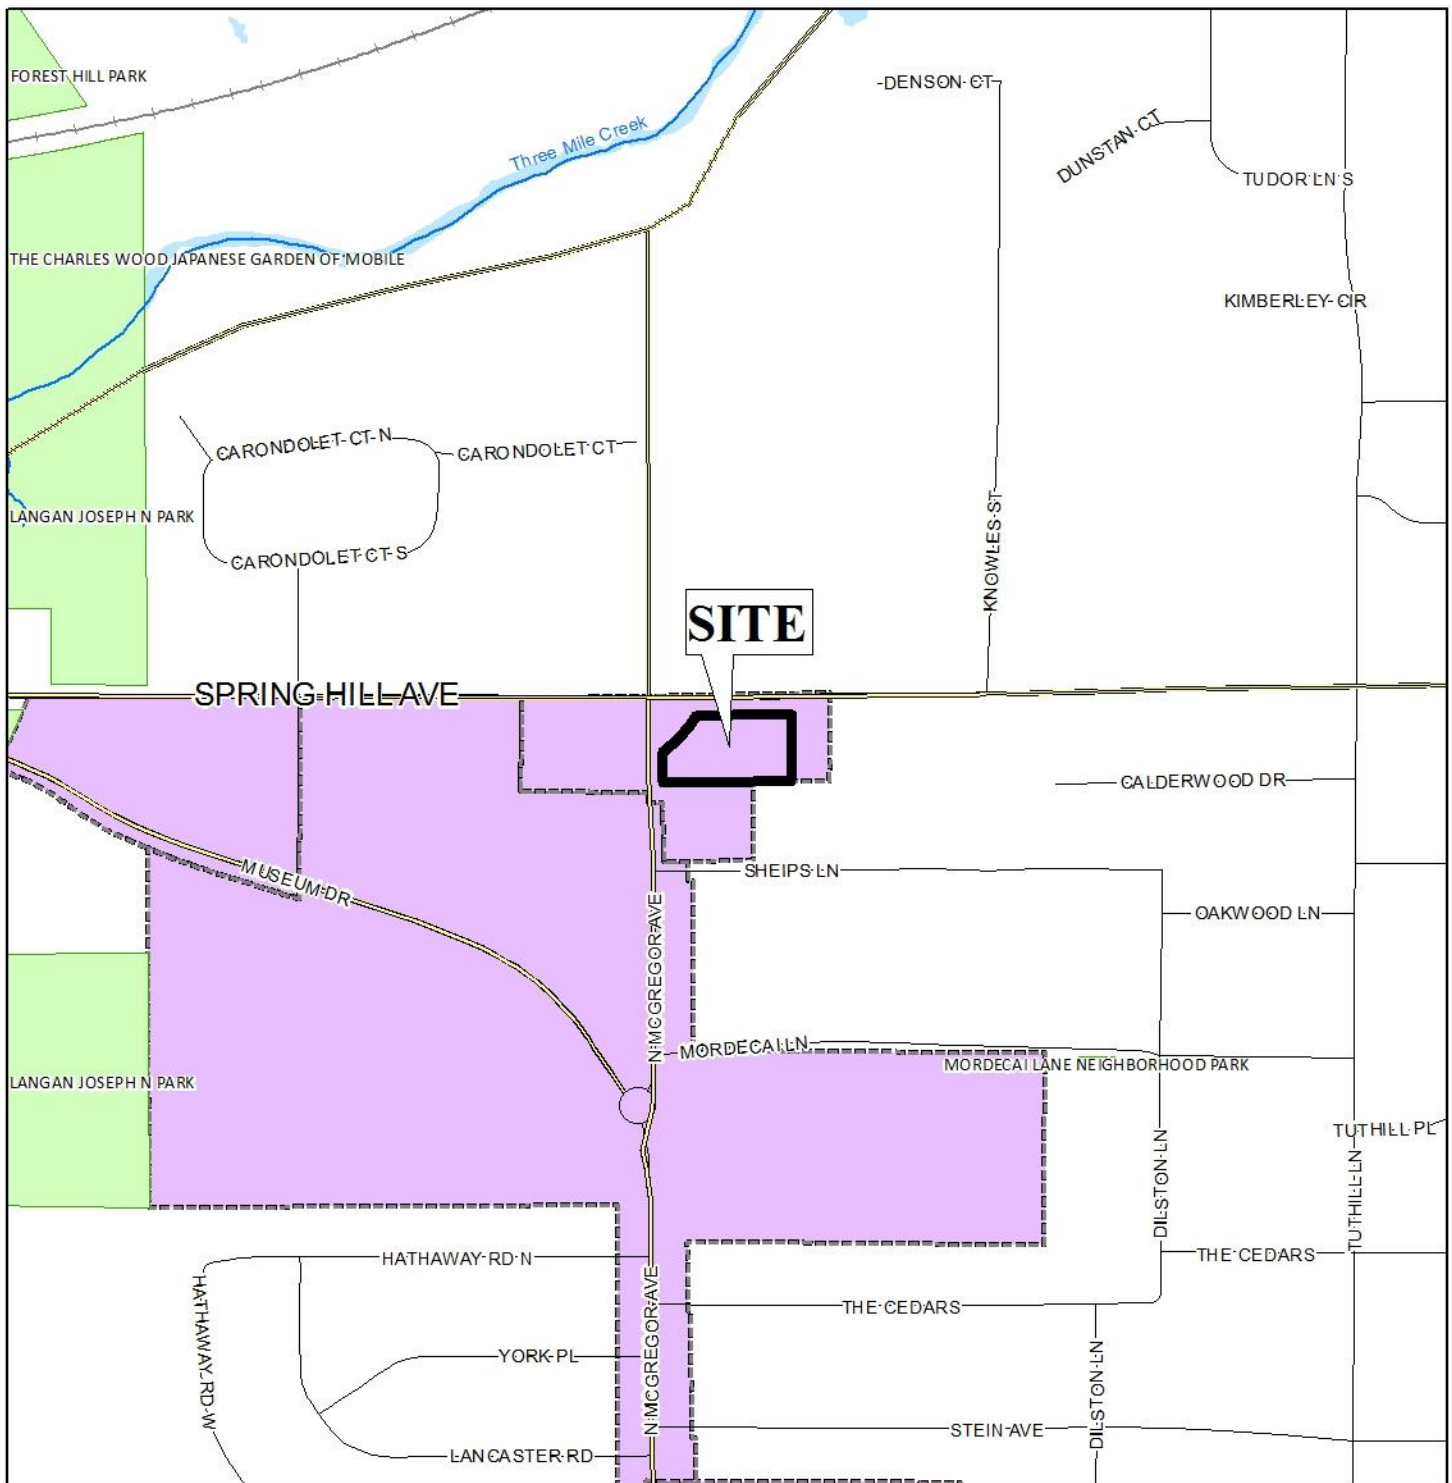 FOREST HILL PARK
DENSON CT
Three Mile Creek
DUNSTAN CT
TUDOR LN S
THE CHARLES WOOD JAPANESE GARDEN OF MOBILE
KIMBERLEY CIR
CARONDOLET CT N
CARONDOLET CT
LANGAN JOSEPH N PARK
CARONDOLET CT S
KNOWLES ST
SITE
SPRING HILL AVE
CALDERWOOD DR
MUSEUM DR
SHEIPS LN
OAKWOOD LN
N MCGREGOR AVE
MORDECAI LN
MORDECAI LANE NEIGHBORHOOD PARK
LANGAN JOSEPH N PARK
TUTHILL PL
DILSTON LN
TUTHILL LN
HATHAWAY RD N
THE CEDARS
HATHAWAY RD W
N MCGREGOR AVE
THE CEDARS
YORK PL
DILSTON LN
STEIN AVE
LANCASTER RD